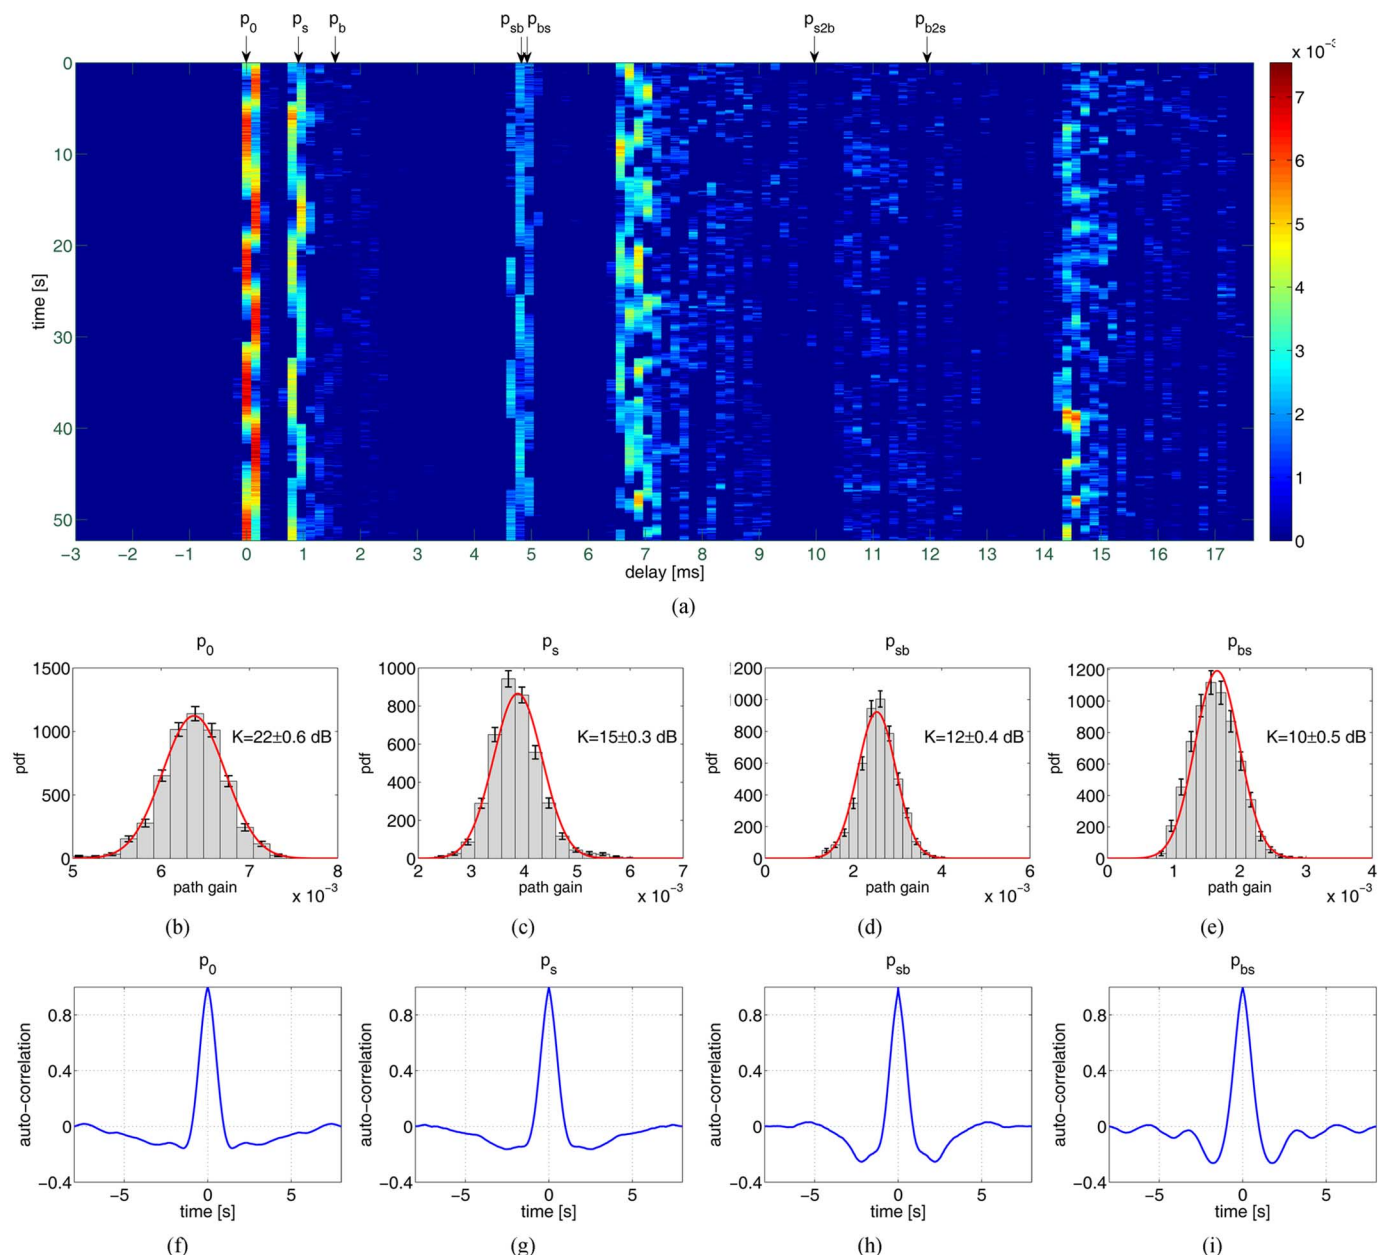 p0 ps pb psb pbs ps2b pb2s
x 10⁻³
0 10 20 30 40 50
time [s]
7 6 5 4 3 2 1 0
−3 −2 −1 0 1 2 3 4 5 6 7 8 9 10 11 12 13 14 15 16 17
delay [ms]
(a)
p0
1500 1000 500 0
pdf
K=22±0.6 dB
5 6 7 8
path gain
x 10⁻³
(b)
ps
1000 800 600 400 200 0
pdf
K=15±0.3 dB
2 3 4 5 6 7
path gain
x 10⁻³
(c)
psb
200
1000 800 600 400 200 0
pdf
K=12±0.4 dB
0 2 4 6
path gain
x 10⁻³
(d)
pbs
1200 1000 800 600 400 200 0
pdf
K=10±0.5 dB
0 1 2 3 4
path gain
x 10⁻³
(e)
p0
0.8 0.4 0 −0.4
auto−correlation
−5 0 5
time [s]
(f)
ps
0.8 0.4 0 −0.4
auto−correlation
−5 0 5
time [s]
(g)
psb
0.8 0.4 0 −0.4
auto−correlation
−5 0 5
time [s]
(h)
pbs
0.8 0.4 0 −0.4
auto−correlation
−5 0 5
time [s]
(i)